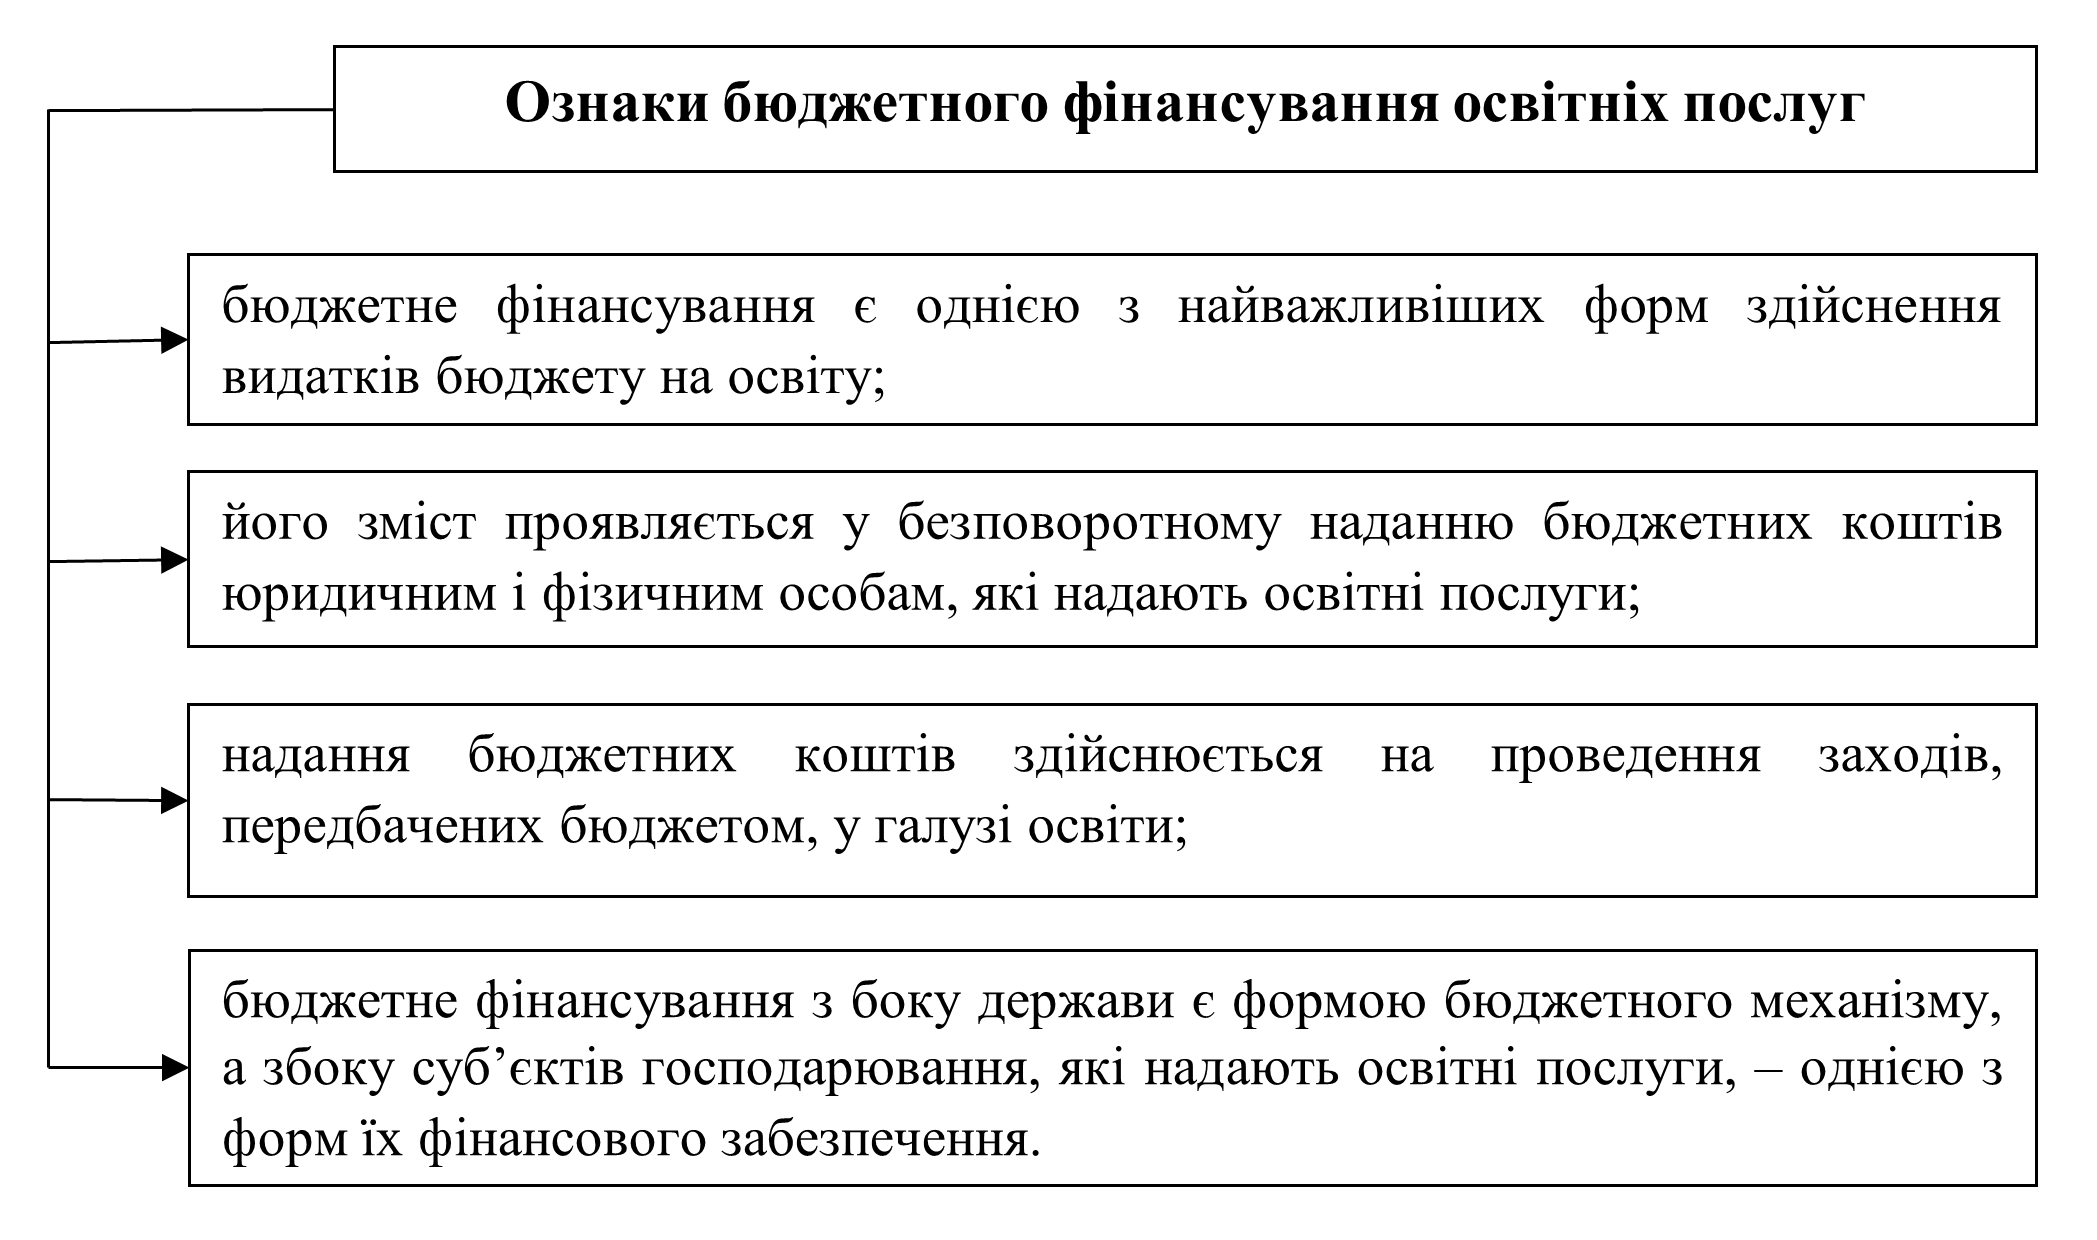 Ознаки бюджетного фінансування освітніх послуг
бюджетне фінансування є однією з найважливіших форм здійснення
видатків бюджету на освіту;
його зміст проявляється у безповоротному наданню бюджетних коштів
юридичним і фізичним особам, які надають освітні послуги;
надання бюджетних коштів здійснюється на проведення заходів,
передбачених бюджетом, у галузі освіти;
бюджетне фінансування з боку держави є формою бюджетного механізму,
а збоку суб’єктів господарювання, які надають освітні послуги, – однією з
форм їх фінансового забезпечення.